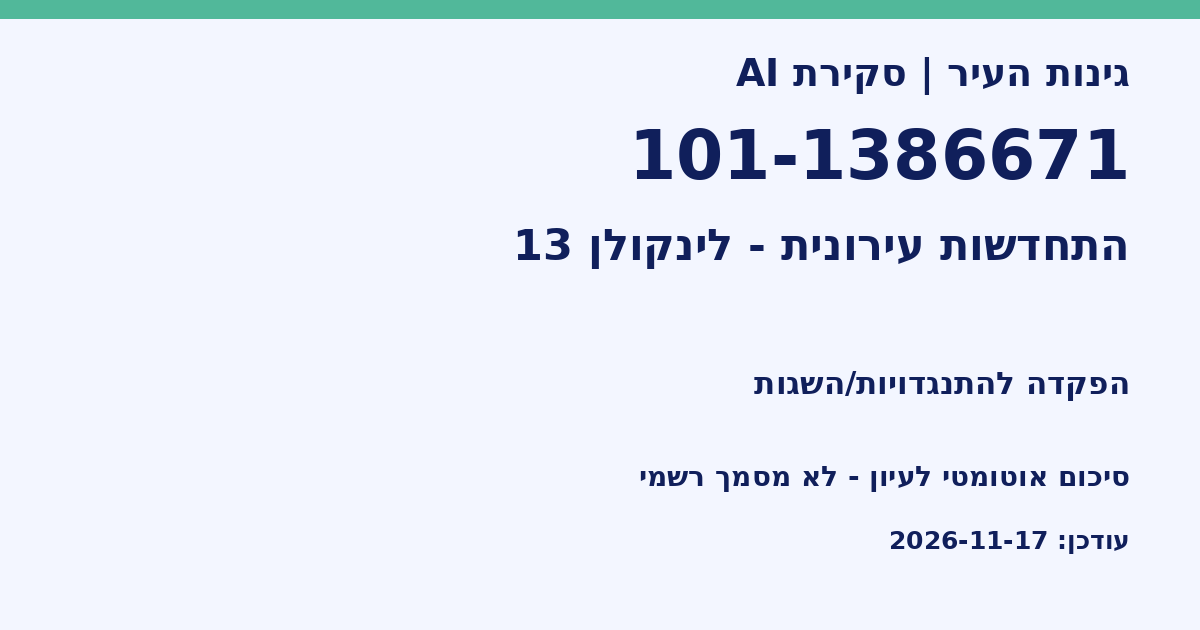 גינות העיר | סקירת AI
101-1386671
התחדשות עירונית - לינקולן 13
הפקדה להתנגדויות/השגות
סיכום אוטומטי לעיון - לא מסמך רשמי
עודכן: 2026-11-17